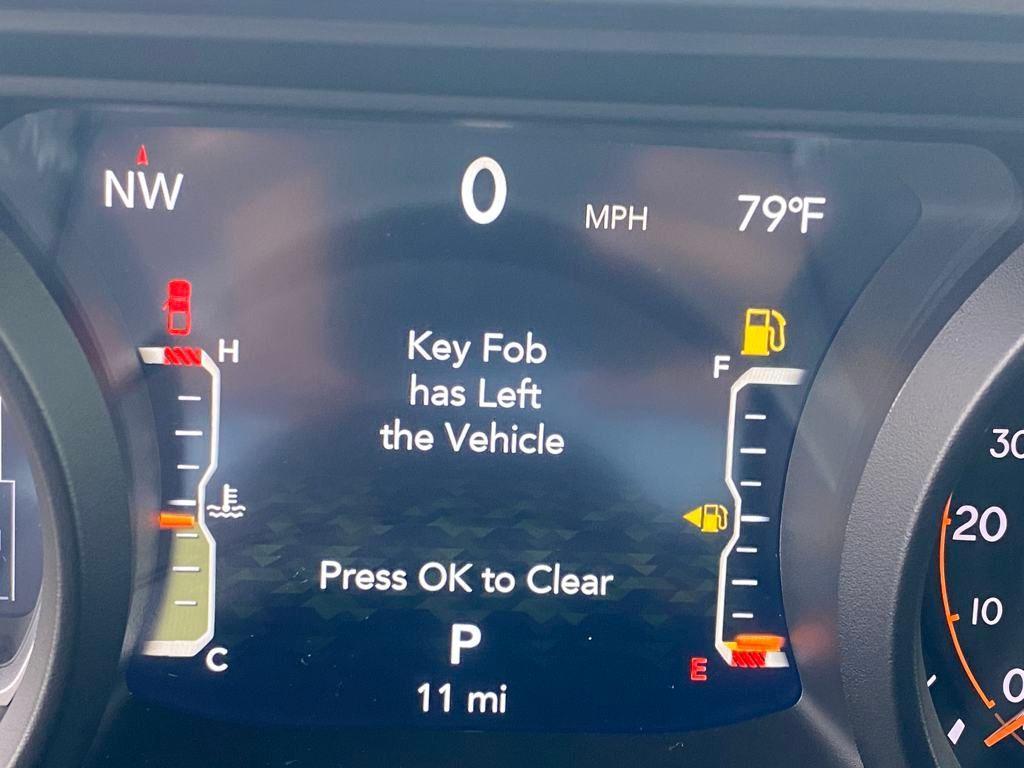 NW
0 MPH
79°F
H
F
Key Fob
has Left
the Vehicle
30
20
10
0
Press OK to Clear
P
C
E
11 mi